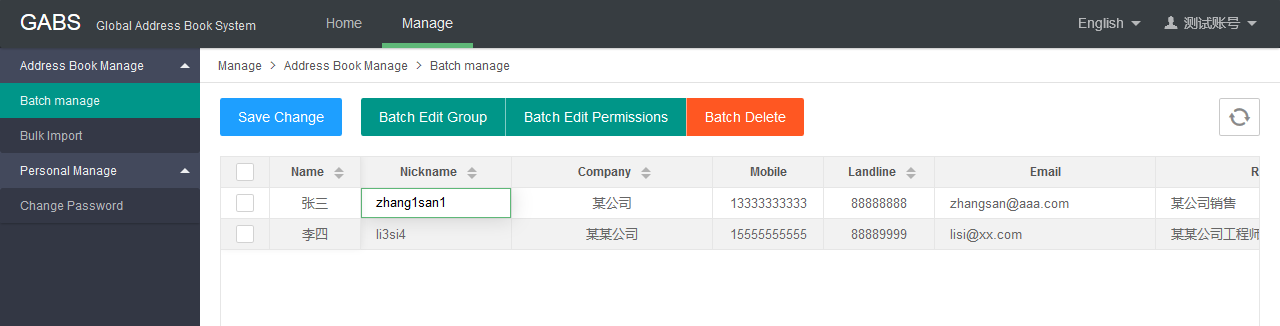 GABS Global Address Book System Home Manage English 测试账号
Address Book Manage
Batch manage
Bulk Import
Personal Manage
Change Password
Manage > Address Book Manage > Batch manage
Save Change Batch Edit Group Batch Edit Permissions Batch Delete
Name Nickname Company Mobile Landline Email R
张三 zhang1san1 某公司 13333333333 88888888 zhangsan@aaa.com 某公司销售
李四 li3si4 某某公司 15555555555 88889999 lisi@xx.com 某某公司工程师